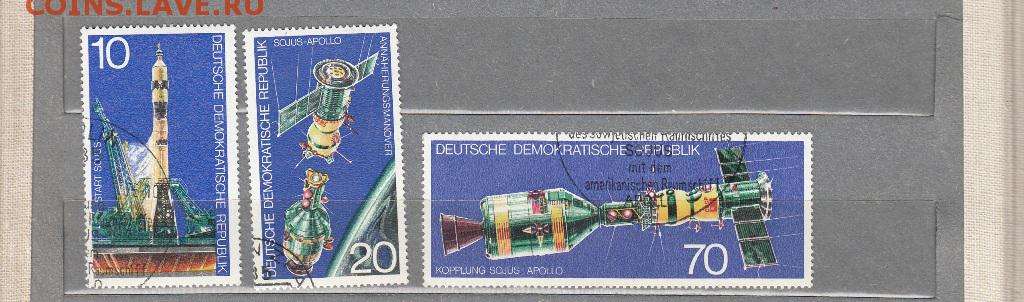 COINS.LAVE.RU
10
DEUTSCHE DEMOKRATISCHE REPUBLIK
START SOJUS
SOJUS-APOLLO
ANNÄHERUNGSMANÖVER
DEUTSCHE DEMOKRATISCHE REPUBLIK
20
des sowjetischen Raumschiffes
mit dem
amerikanischen Raumschiff
DEUTSCHE DEMOKRATISCHE REPUBLIK
70
KOPPLUNG SOJUS-APOLLO